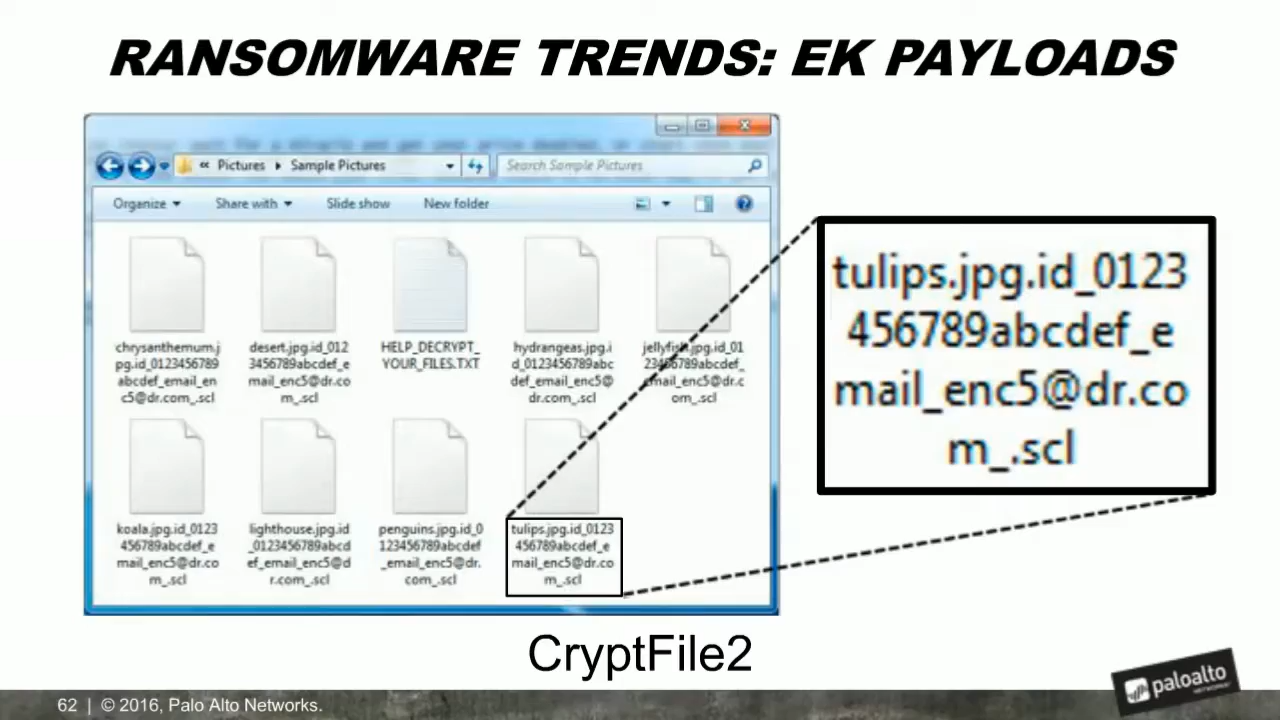 RANSOMWARE TRENDS: EK PAYLOADS
« Pictures Sample Pictures
Search Sample Pictures
Organize Share with Slide show New folder
chrysanthemum.j
pg.id_0123456789
abcdef_email_en
c5@dr.com_.scl
desert.jpg.id_012
3456789abcdef_e
mail_enc5@dr.co
m_.scl
HELP_DECRYPT_
YOUR_FILES.TXT
hydrangeas.jpg.i
d_0123456789abc
def_email_enc5@
dr.com_.scl
jellyfish.jpg.id_01
23456789abcdef_
email_enc5@dr.c
om_.scl
koala.jpg.id_0123
456789abcdef_e
mail_enc5@dr.co
m_.scl
lighthouse.jpg.id
_0123456789abcd
ef_email_enc5@d
r.com_.scl
penguins.jpg.id_0
123456789abcdef
_email_enc5@dr.
com_.scl
tulips.jpg.id_0123
456789abcdef_e
mail_enc5@dr.co
m_.scl
tulips.jpg.id_0123
456789abcdef_e
mail_enc5@dr.co
m_.scl
CryptFile2
62 | © 2016, Palo Alto Networks.
paloalto
NETWORKS